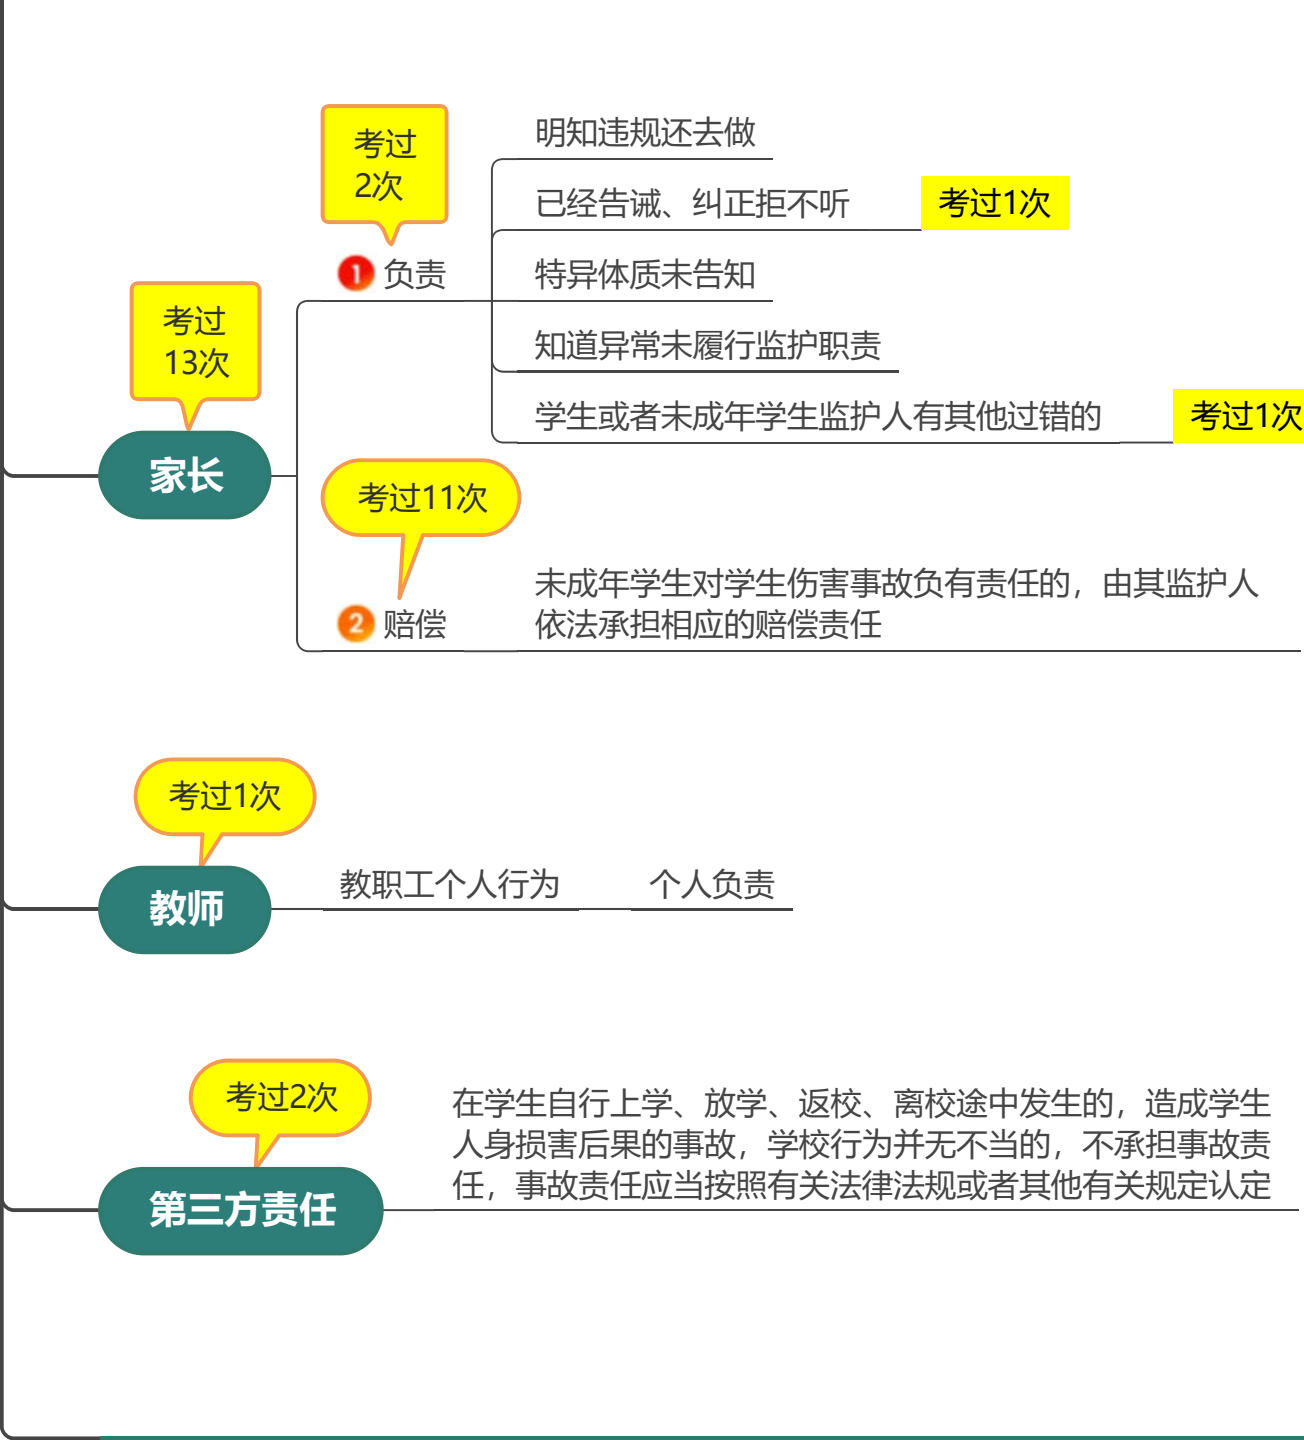 考过
2次
明知违规还去做
已经告诫、纠正拒不听
考过1次
1 负责
特异体质未告知
考过
13次
知道异常未履行监护职责
学生或者未成年学生监护人有其他过错的
考过1次
家长
考过11次
未成年学生对学生伤害事故负有责任的，由其监护人
依法承担相应的赔偿责任
2 赔偿
考过1次
教师
教职工个人行为
个人负责
考过2次
在学生自行上学、放学、返校、离校途中发生的，造成学生
人身损害后果的事故，学校行为并无不当的，不承担事故责
任，事故责任应当按照有关法律法规或者其他有关规定认定
第三方责任